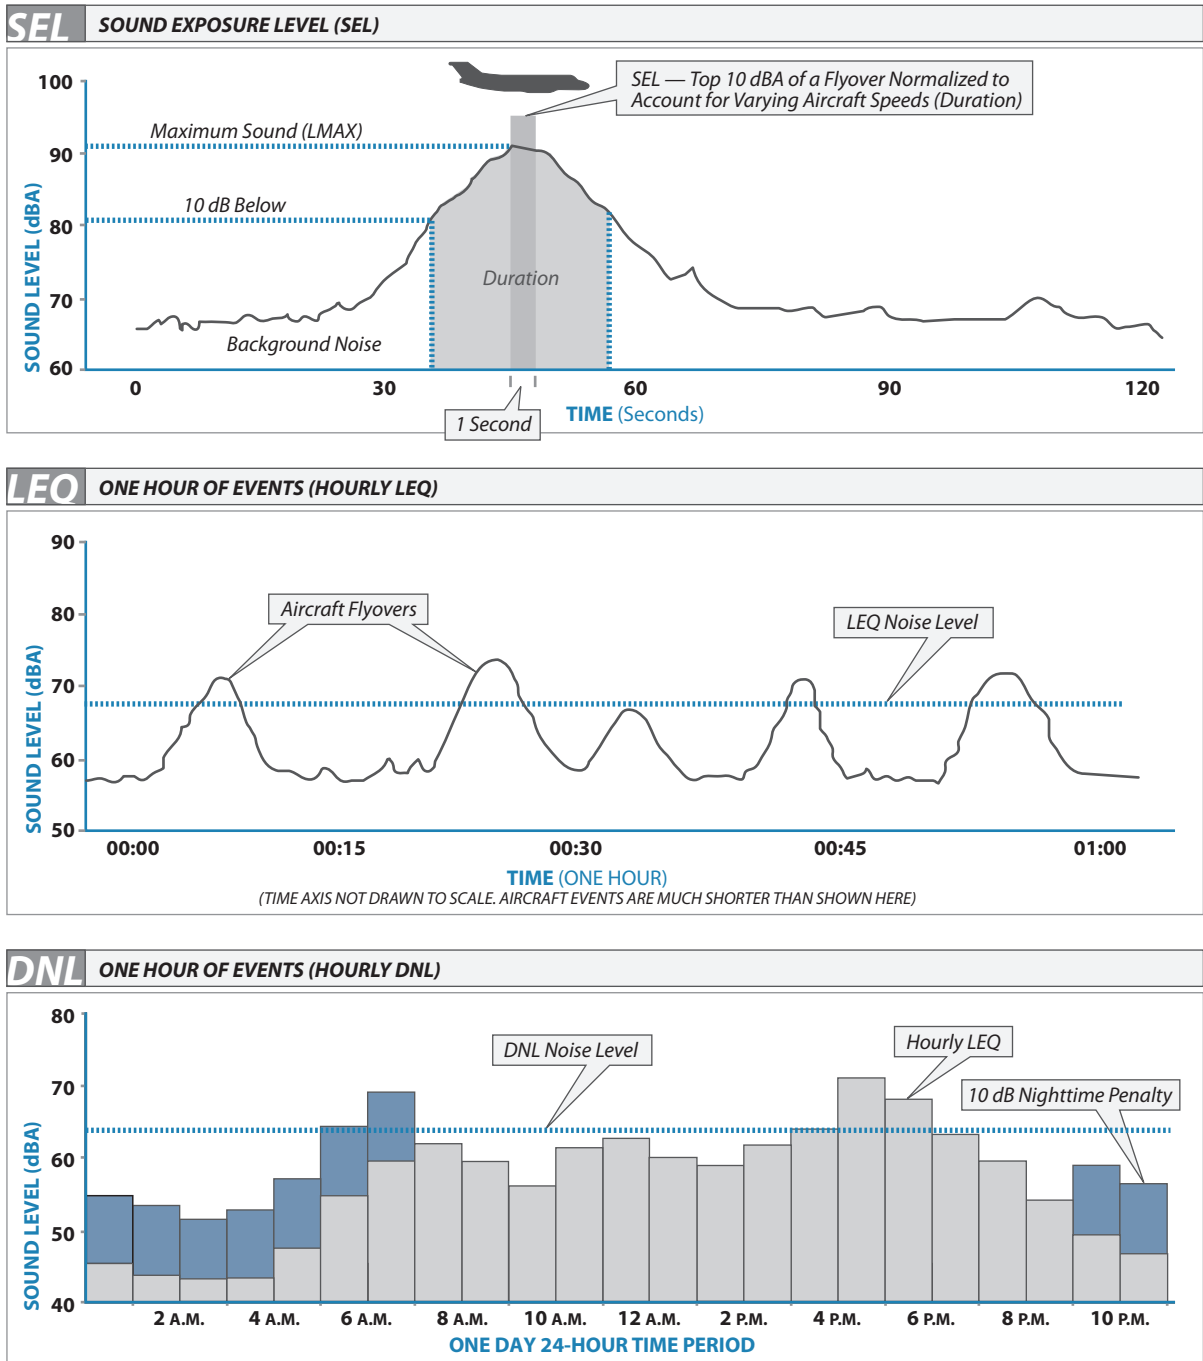 SEL SOUND EXPOSURE LEVEL (SEL)
SEL — Top 10 dBA of a Flyover Normalized to
Account for Varying Aircraft Speeds (Duration)
100
Maximum Sound (LMAX)
90
10 dB Below
80
SOUND LEVEL (dBA)
Duration
70
Background Noise
60
0 30 60 90 120
TIME (Seconds)
1 Second
LEQ ONE HOUR OF EVENTS (HOURLY LEQ)
90
Aircraft Flyovers
80
LEQ Noise Level
SOUND LEVEL (dBA)
70
60
50
00:00 00:15 00:30 00:45 01:00
TIME (ONE HOUR)
(TIME AXIS NOT DRAWN TO SCALE. AIRCRAFT EVENTS ARE MUCH SHORTER THAN SHOWN HERE)
DNL ONE HOUR OF EVENTS (HOURLY DNL)
80
DNL Noise Level
Hourly LEQ
10 dB Nighttime Penalty
70
SOUND LEVEL (dBA)
60
50
40
2 A.M. 4 A.M. 6 A.M. 8 A.M. 10 A.M. 12 A.M. 2 P.M. 4 P.M. 6 P.M. 8 P.M. 10 P.M.
ONE DAY 24-HOUR TIME PERIOD